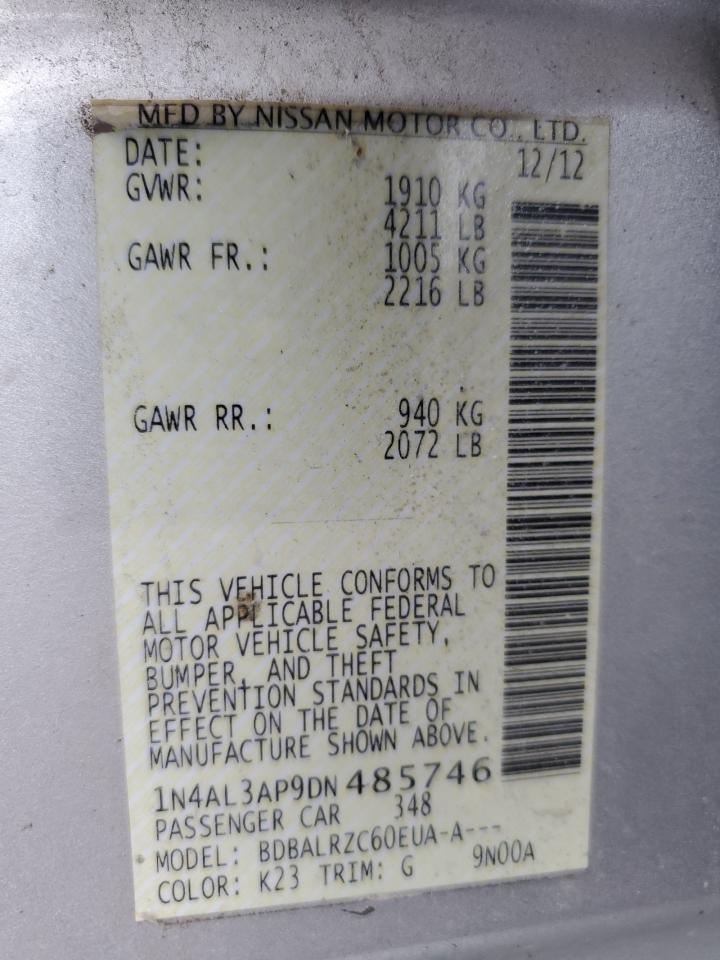 MFD BY NISSAN MOTOR CO., LTD.
DATE: 12/12
GVWR: 1910 KG
4211 LB
GAWR FR.: 1005 KG
2216 LB
GAWR RR.: 940 KG
2072 LB
THIS VEHICLE CONFORMS TO
ALL APPLICABLE FEDERAL
MOTOR VEHICLE SAFETY,
BUMPER, AND THEFT
PREVENTION STANDARDS IN
EFFECT ON THE DATE OF
MANUFACTURE SHOWN ABOVE.
1N4AL3AP9DN485746
PASSENGER CAR 348
MODEL: BDBALRZC60EUA-A---
COLOR: K23 TRIM: G 9N00A